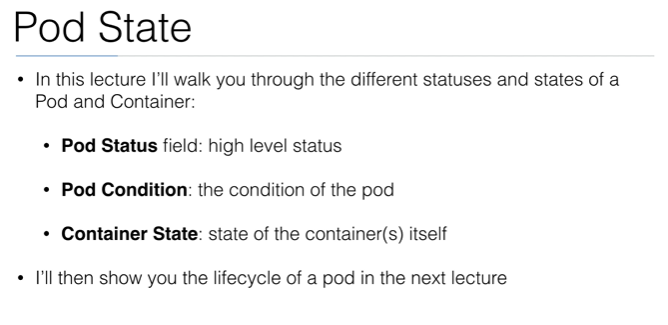 Pod State
• In this lecture I'll walk you through the different statuses and states of a
Pod and Container:
• Pod Status field: high level status
• Pod Condition: the condition of the pod
• Container State: state of the container(s) itself
• I'll then show you the lifecycle of a pod in the next lecture